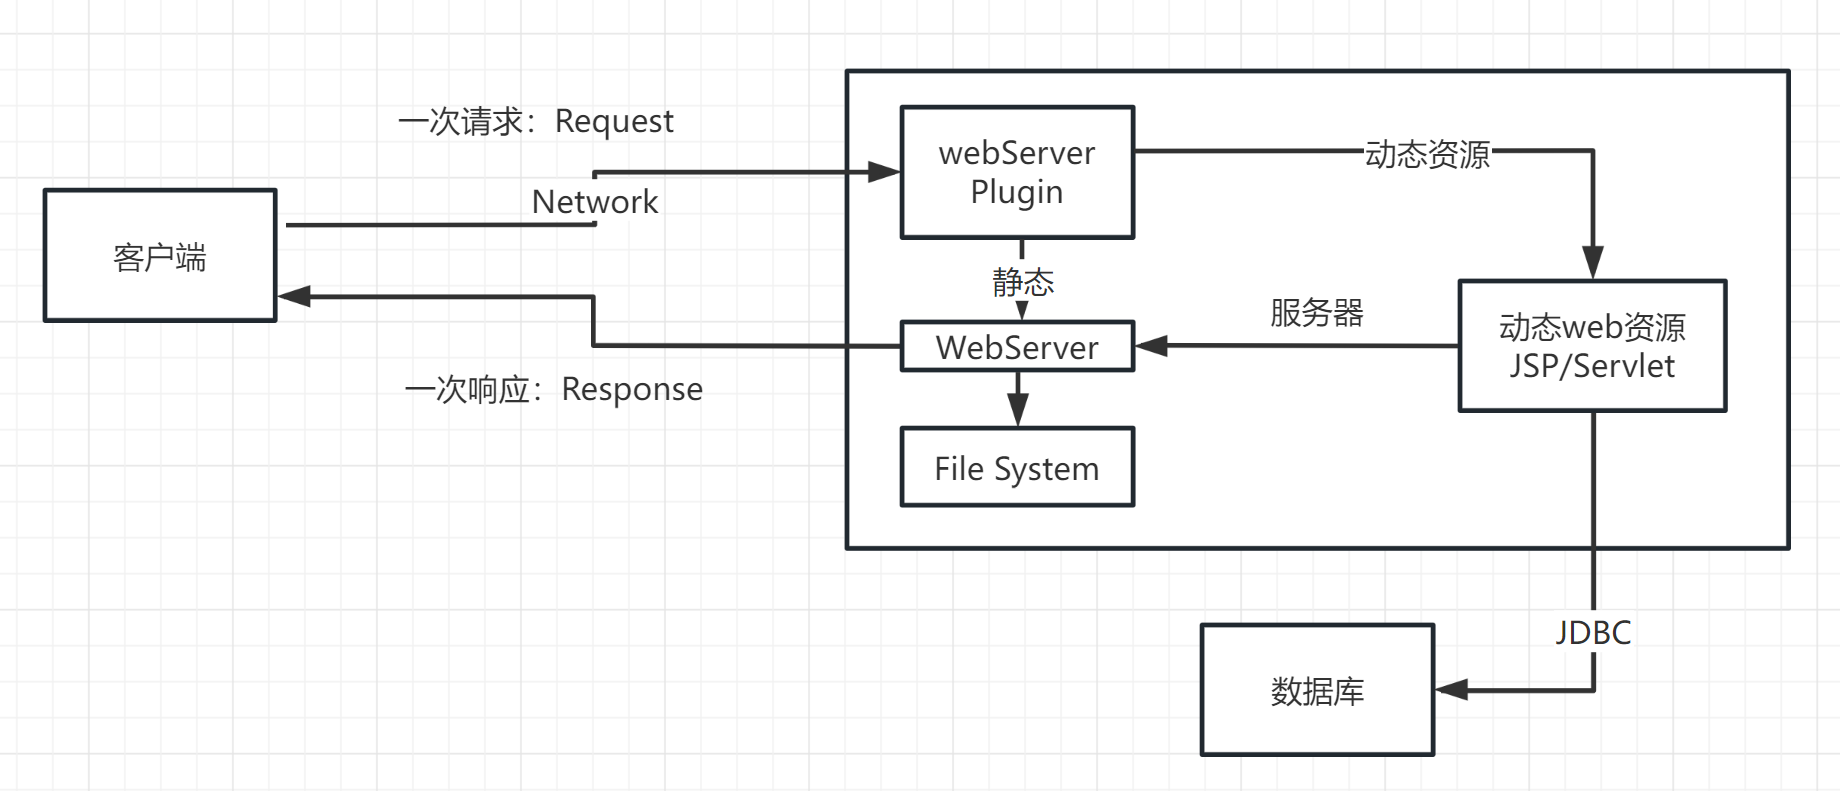 一次请求：Request
webServer
Plugin
动态资源
Network
客户端
静态
服务器
动态web资源
JSP/Servlet
WebServer
一次响应：Response
File System
JDBC
数据库